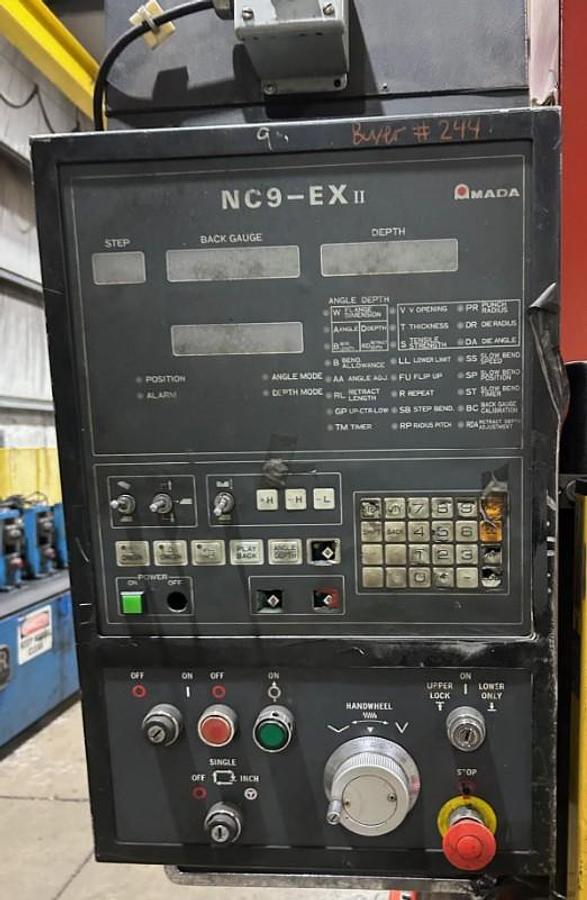 Buyer # 244
NC9-EX II
AMADA
STEP
BACK GAUGE
DEPTH
ANGLE DEPTH
W FLANGE DIMENSION
V V OPENING
PR PUNCH RADIUS
A ANGLE D DEPTH
T THICKNESS
DR DIE RADIUS
S TENSILE STRENGTH
DA DIE ANGLE
B BEND. ALLOWANCE
LL LOWER LIMIT
SS SLOW BEND SPEED
POSITION
ANGLE MODE
AA ANGLE ADJ.
FU FLIP UP
SP SLOW BEND POSITION
ALARM
DEPTH MODE
RL RETRACT LENGTH
R REPEAT
ST SLOW BEND TIMER
GP UP-CTR-LOW
SB STEP BEND.
BC BACK GAUGE CALIBRATION
TM TIMER
RP RADIUS PITCH
RDA RETRACT DEPTH ADJUSTMENT
H H L
7 8 9
BACK 4 5 6
PLAY BACK
ANGLE DEPTH
1 2 3
0 . -
POWER
ON OFF
OFF ON OFF ON
UPPER LOCK
ON
LOWER ONLY
HANDWHEEL
SINGLE
OFF INCH
STOP
KEEP HANDS CLEAR